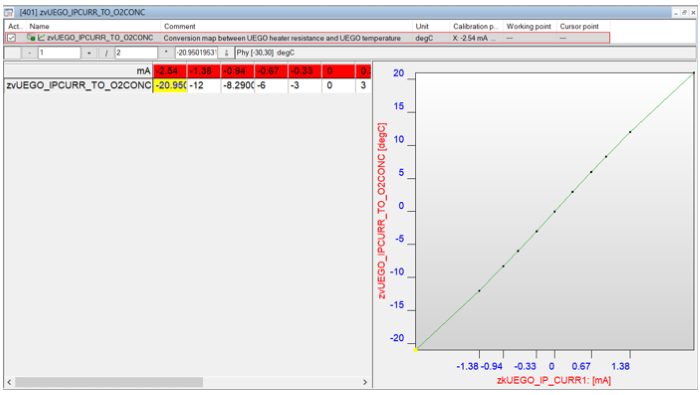 [401] zvUEGO_IPCURR_TO_O2CONC
Act.. Name Comment Unit Calibration p... Working point Cursor point
zvUEGO_IPCURR_TO_O2CONC Conversion map between UEGO heater resistance and UEGO temperature degC X: -2.54 mA ... — —
- 1 + / 2 * -20.95019531 Phy [-30,30] degC
mA -2.54 -1.38 -0.94 -0.67 -0.33 0 0.
zvUEGO_IPCURR_TO_O2CONC -20.950 -12 -8.2900 -6 -3 0 3
20
15
10
5
0
-5
-10
-15
-20
zvUEGO_IPCURR_TO_O2CONC [degC]
-1.38 -0.94 -0.33 0 0.67 1.38
zkUEGO_IP_CURR1: [mA]